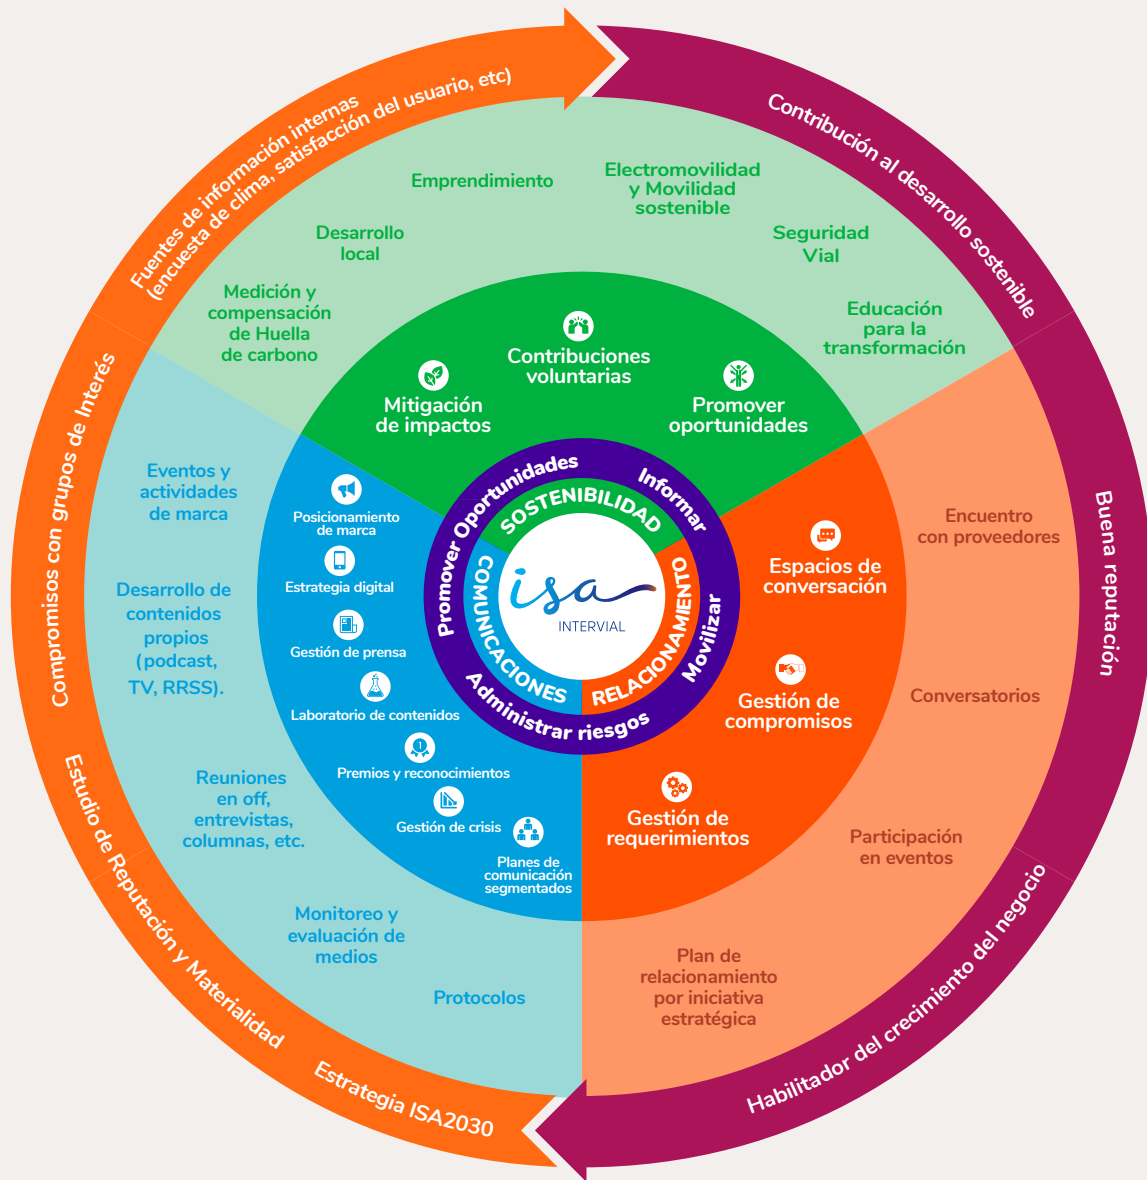 Fuentes de información internas
(encuesta de clima, satisfacción del usuario, etc)
Contribución al desarrollo sostenible
Buena reputación
Habilitador del crecimiento del negocio
Estrategia ISA2030
Estudio de Reputación y Materialidad
Compromisos con grupos de Interés
Emprendimiento
Electromovilidad
y Movilidad
sostenible
Desarrollo
local
Seguridad
Vial
Medición y
compensación
de Huella
de carbono
Educación
para la
transformación
Contribuciones
voluntarias
Mitigación
de impactos
Promover
oportunidades
Eventos y
actividades
de marca
Desarrollo de
contenidos
propios
(podcast,
TV, RRSS).
Reuniones
en off,
entrevistas,
columnas, etc.
Monitoreo y
evaluación de
medios
Protocolos
Posicionamiento
de marca
Estrategia digital
Gestión de prensa
Laboratorio de contenidos
1
Premios y reconocimientos
Gestión de crisis
Planes de
comunicación
segmentados
Promover Oportunidades
Informar
Movilizar
Administrar riesgos
SOSTENIBILIDAD
RELACIONAMIENTO
COMUNICACIONES
isa
INTERVIAL
Espacios de
conversación
Gestión de
compromisos
Gestión de
requerimientos
Encuentro
con proveedores
Conversatorios
Participación
en eventos
Plan de
relacionamiento
por iniciativa
estratégica